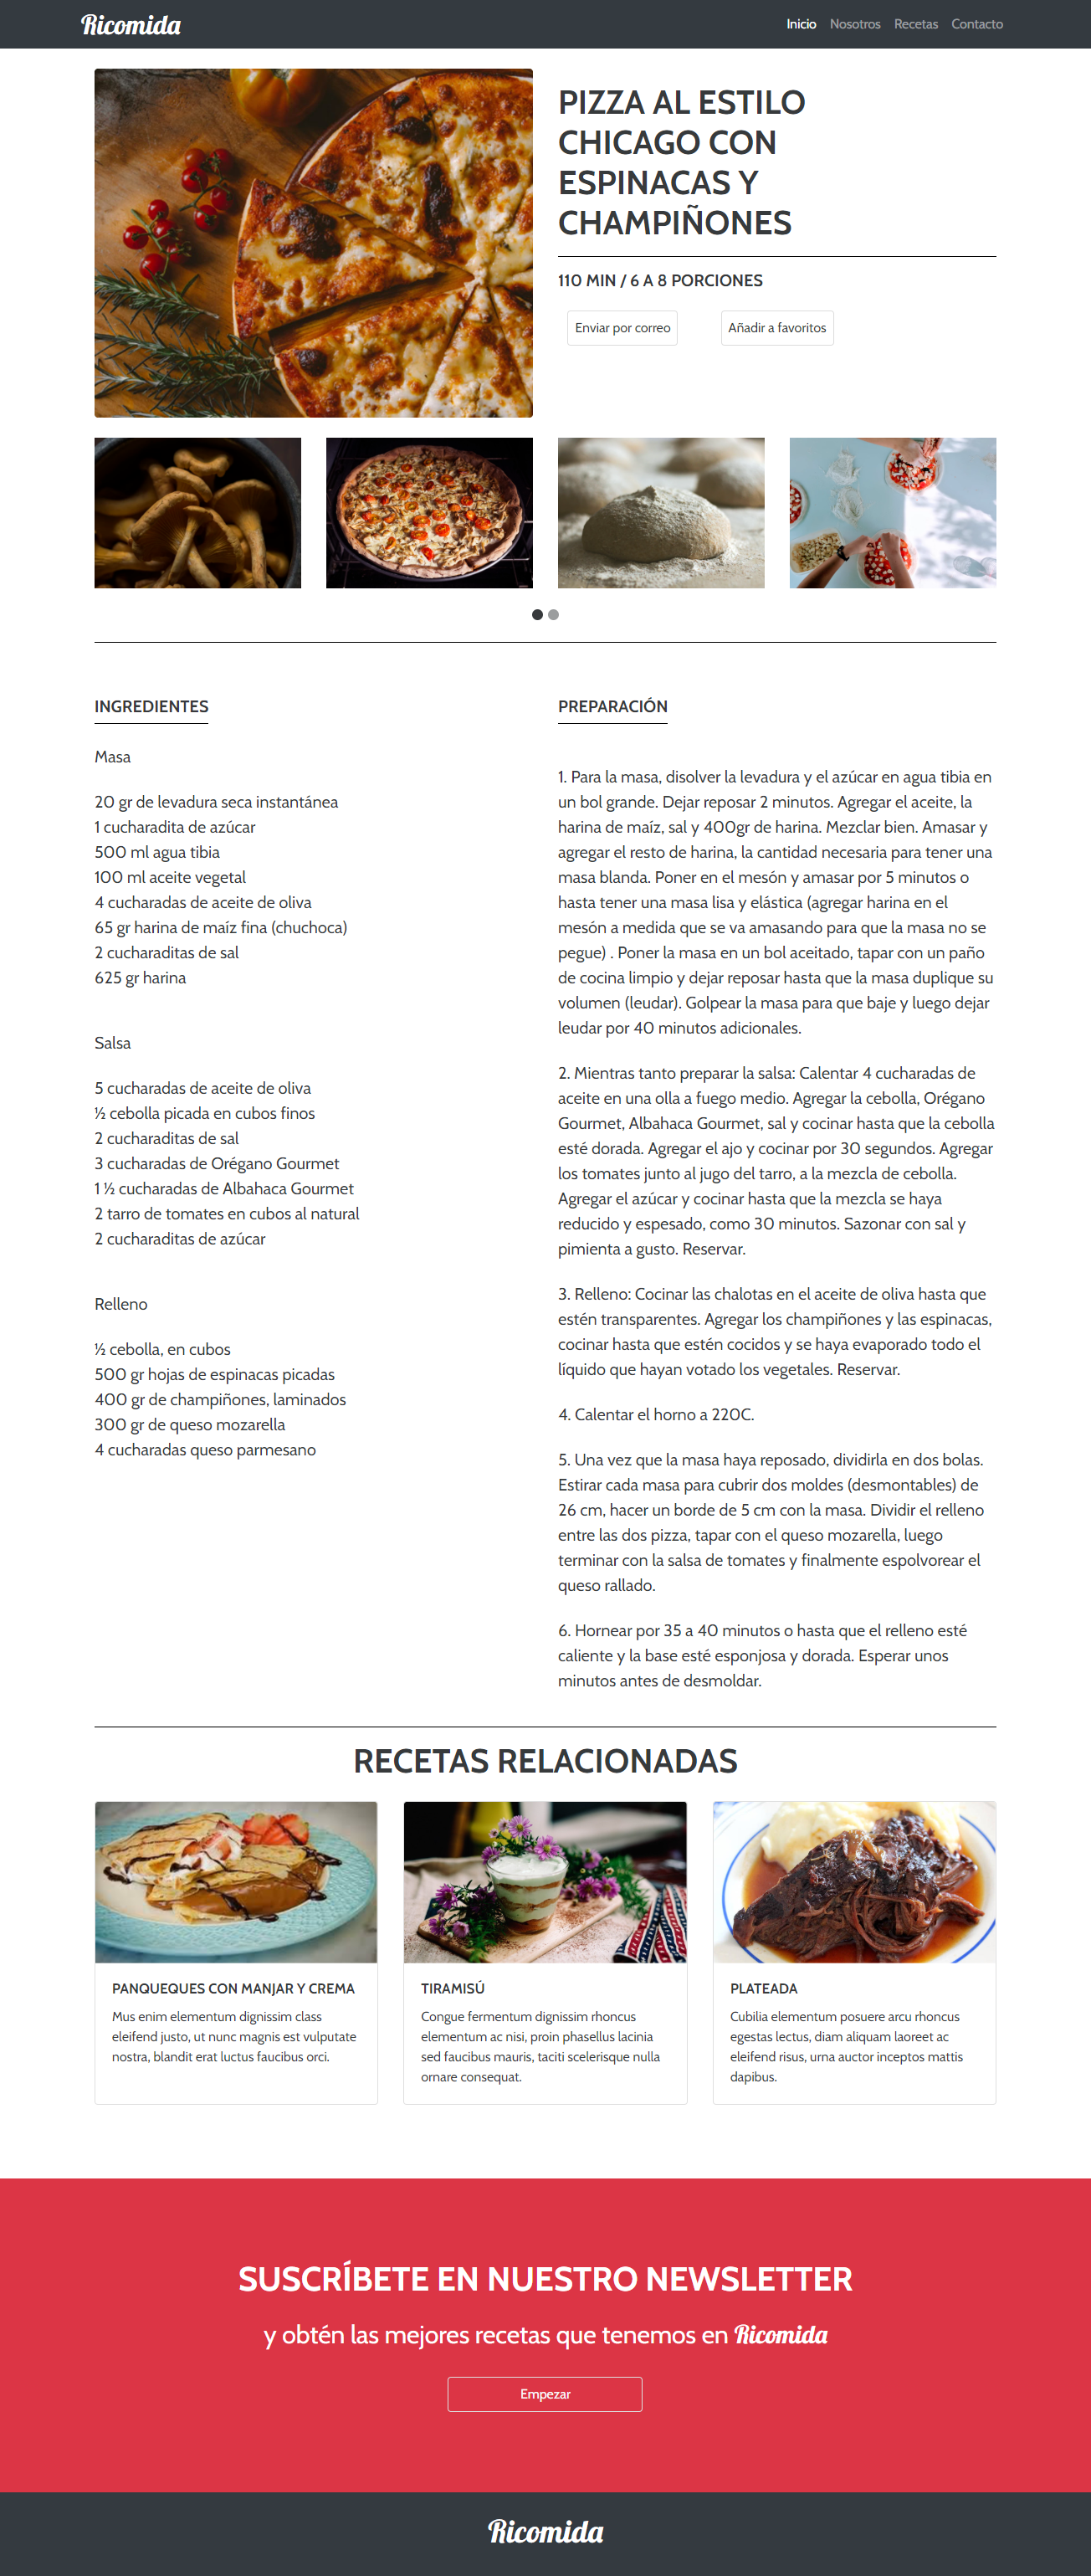 Ricomida
Inicio Nosotros Recetas Contacto
PIZZA AL ESTILO
CHICAGO CON
ESPINACAS Y
CHAMPIÑONES
110 MIN / 6 A 8 PORCIONES
Enviar por correo
Añadir a favoritos
INGREDIENTES
Masa
20 gr de levadura seca instantánea
1 cucharadita de azúcar
500 ml agua tibia
100 ml aceite vegetal
4 cucharadas de aceite de oliva
65 gr harina de maíz fina (chuchoca)
2 cucharaditas de sal
625 gr harina
Salsa
5 cucharadas de aceite de oliva
½ cebolla picada en cubos finos
2 cucharaditas de sal
3 cucharadas de Orégano Gourmet
1 ½ cucharadas de Albahaca Gourmet
2 tarro de tomates en cubos al natural
2 cucharaditas de azúcar
Relleno
½ cebolla, en cubos
500 gr hojas de espinacas picadas
400 gr de champiñones, laminados
300 gr de queso mozarella
4 cucharadas queso parmesano
PREPARACIÓN
1. Para la masa, disolver la levadura y el azúcar en agua tibia en
un bol grande. Dejar reposar 2 minutos. Agregar el aceite, la
harina de maíz, sal y 400gr de harina. Mezclar bien. Amasar y
agregar el resto de harina, la cantidad necesaria para tener una
masa blanda. Poner en el mesón y amasar por 5 minutos o
hasta tener una masa lisa y elástica (agregar harina en el
mesón a medida que se va amasando para que la masa no se
pegue) . Poner la masa en un bol aceitado, tapar con un paño
de cocina limpio y dejar reposar hasta que la masa duplique su
volumen (leudar). Golpear la masa para que baje y luego dejar
leudar por 40 minutos adicionales.
2. Mientras tanto preparar la salsa: Calentar 4 cucharadas de
aceite en una olla a fuego medio. Agregar la cebolla, Orégano
Gourmet, Albahaca Gourmet, sal y cocinar hasta que la cebolla
esté dorada. Agregar el ajo y cocinar por 30 segundos. Agregar
los tomates junto al jugo del tarro, a la mezcla de cebolla.
Agregar el azúcar y cocinar hasta que la mezcla se haya
reducido y espesado, como 30 minutos. Sazonar con sal y
pimienta a gusto. Reservar.
3. Relleno: Cocinar las chalotas en el aceite de oliva hasta que
estén transparentes. Agregar los champiñones y las espinacas,
cocinar hasta que estén cocidos y se haya evaporado todo el
líquido que hayan votado los vegetales. Reservar.
4. Calentar el horno a 220C.
5. Una vez que la masa haya reposado, dividirla en dos bolas.
Estirar cada masa para cubrir dos moldes (desmontables) de
26 cm, hacer un borde de 5 cm con la masa. Dividir el relleno
entre las dos pizza, tapar con el queso mozarella, luego
terminar con la salsa de tomates y finalmente espolvorear el
queso rallado.
6. Hornear por 35 a 40 minutos o hasta que el relleno esté
caliente y la base esté esponjosa y dorada. Esperar unos
minutos antes de desmoldar.
RECETAS RELACIONADAS
PANQUEQUES CON MANJAR Y CREMA
Mus enim elementum dignissim class
eleifend justo, ut nunc magnis est vulputate
nostra, blandit erat luctus faucibus orci.
TIRAMISÚ
Congue fermentum dignissim rhoncus
elementum ac nisi, proin phasellus lacinia
sed faucibus mauris, taciti scelerisque nulla
ornare consequat.
PLATEADA
Cubilia elementum posuere arcu rhoncus
egestas lectus, diam aliquam laoreet ac
eleifend risus, urna auctor inceptos mattis
dapibus.
SUSCRÍBETE EN NUESTRO NEWSLETTER
y obtén las mejores recetas que tenemos en Ricomida
Empezar
Ricomida